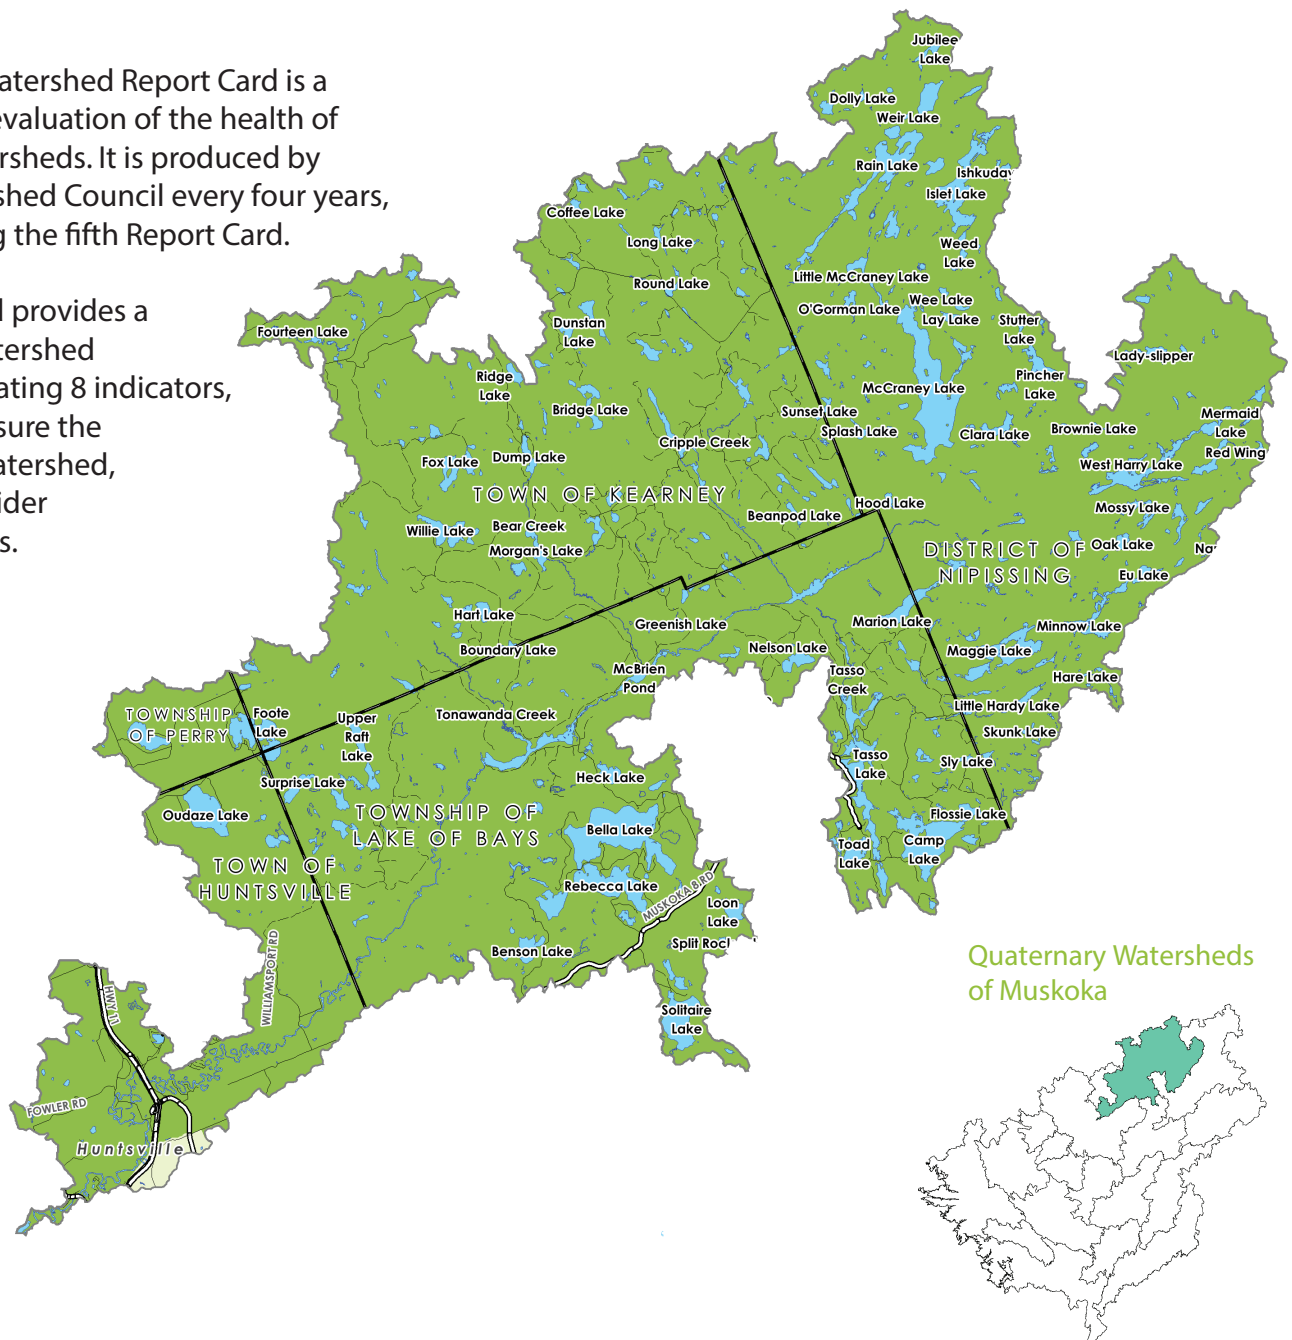 atershed Report Card is a
evaluation of the health of
rsheds. It is produced by
shed Council every four years,
g the fifth Report Card.
l provides a
tershed
ating 8 indicators,
sure the
atershed,
ider
s.
Jubilee
Lake
Dolly Lake
Weir Lake
Rain Lake
Ishkuday
Islet Lake
Coffee Lake
Long Lake
Weed
Lake
Round Lake
Little McCraney Lake
O'Gorman Lake
Wee Lake
Lay Lake
Stutter
Lake
Fourteen Lake
Dunstan
Lake
Lady-slipper
Ridge
Lake
McCraney Lake
Pincher
Lake
Bridge Lake
Sunset Lake
Splash Lake
Mermaid
Lake
Clara Lake
Brownie Lake
Cripple Creek
Red Wing
Fox Lake
Dump Lake
West Harry Lake
TOWN OF KEARNEY
Hood Lake
Mossy Lake
Beanpod Lake
Willie Lake
Bear Creek
Morgan's Lake
DISTRICT OF
NIPISSING
Oak Lake
Na
Eu Lake
Hart Lake
Greenish Lake
Marion Lake
Minnow Lake
Boundary Lake
Nelson Lake
Maggie Lake
McBrien
Pond
Tasso
Creek
Hare Lake
TOWNSHIP
OF PERRY
Foote
Lake
Upper
Raft
Lake
Tonawanda Creek
Little Hardy Lake
Skunk Lake
Tasso
Lake
Sly Lake
Surprise Lake
Heck Lake
Oudaze Lake
TOWNSHIP OF
LAKE OF BAYS
Bella Lake
Flossie Lake
Toad
Lake
Camp
Lake
TOWN OF
HUNTSVILLE
Rebecca Lake
MUSKOKA 8 RD
Loon
Lake
Split Roc
Benson Lake
WILLIAMSPORT RD
HWY 11
Solitaire
Lake
FOWLER RD
Huntsville
Quaternary Watersheds
of Muskoka